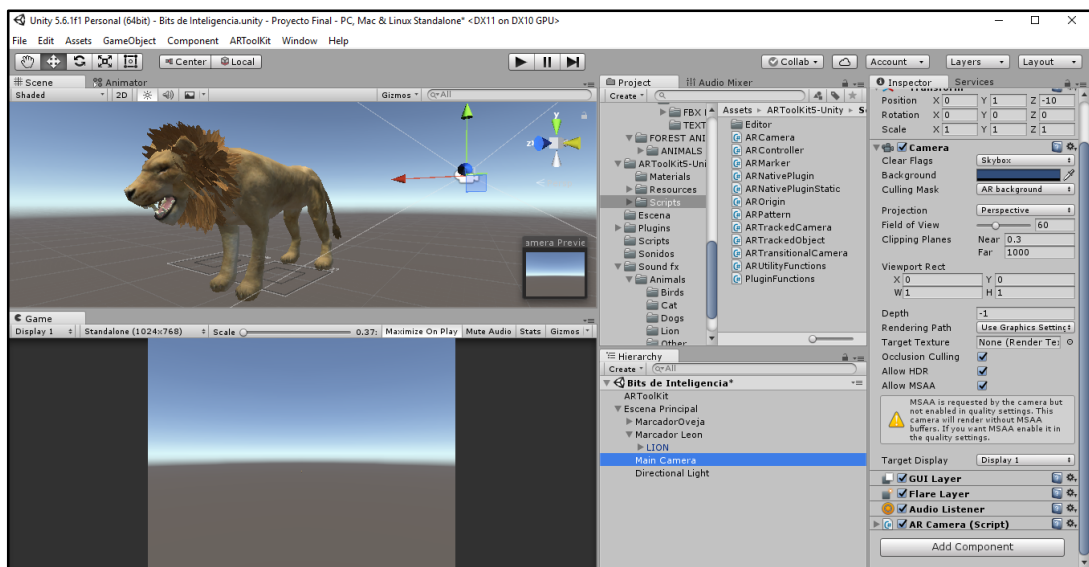 Unity 5.6.1f1 Personal (64bit) - Bits de Inteligencia.unity - Proyecto Final - PC, Mac & Linux Standalone* <DX11 on DX10 GPU>
File Edit Assets GameObject Component ARToolKit Window Help
Center Local Collab Account Layers Layout
Scene Animator
Shaded 2D Gizmos All
y
z
Camera Preview
Game
Display 1 Standalone (1024x768) Scale 0.37: Maximize On Play Mute Audio Stats Gizmos
Project Audio Mixer
Create
FBX
TEXT
FOREST ANI
ANIMALS
ARToolKit5-Uni
Materials
Resources
Scripts
Escena
Plugins
Scripts
Sonidos
Sound fx
Animals
Birds
Cat
Dogs
Lion
Other
Assets ARToolKit5-Unity S
Editor
ARCamera
ARController
ARMarker
ARNativePlugin
ARNativePluginStatic
AROrigin
ARPattern
ARTrackedCamera
ARTrackedObject
ARTransitionalCamera
ARUtilityFunctions
PluginFunctions
Hierarchy
Create All
Bits de Inteligencia*
ARToolKit
Escena Principal
MarcadorOveja
Marcador Leon
LION
Main Camera
Directional Light
Inspector Services
Transform
Position X 0 Y 1 Z -10
Rotation X 0 Y 0 Z 0
Scale X 1 Y 1 Z 1
Camera
Clear Flags Skybox
Background
Culling Mask AR background
Projection Perspective
Field of View 60
Clipping Planes Near 0.3
Far 1000
Viewport Rect
X 0 Y 0
W 1 H 1
Depth -1
Rendering Path Use Graphics Setting
Target Texture None (Render Te:
Occlusion Culling
Allow HDR
Allow MSAA
MSAA is requested by the camera but
not enabled in quality settings. This
camera will render without MSAA
buffers. If you want MSAA enable it in
the quality settings.
Target Display Display 1
GUI Layer
Flare Layer
Audio Listener
AR Camera (Script)
Add Component